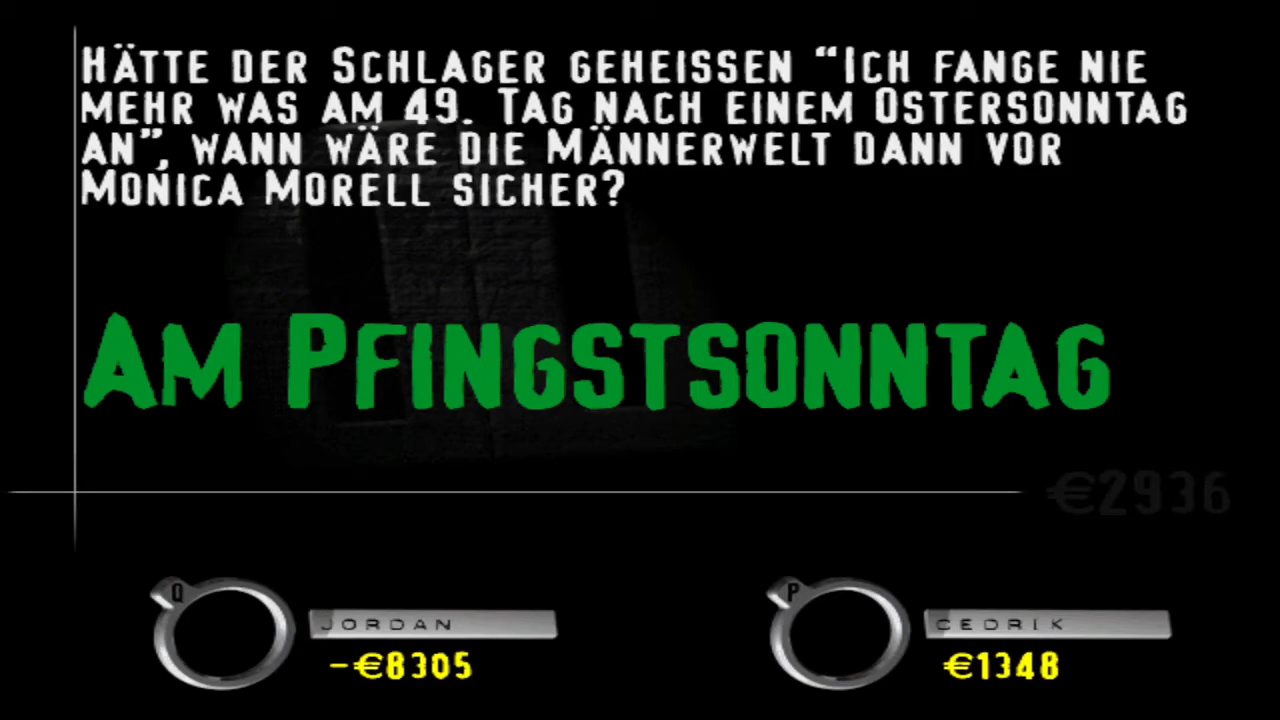 Hätte der Schlager geheissen “Ich fange nie
mehr was am 49. Tag nach einem Ostersonntag
an”, wann wäre die Männerwelt dann vor
Monica Morell sicher?
Am Pfingstsonntag
€2936
Q
JORDAN
-€8305
P
CEDRIK
€1348